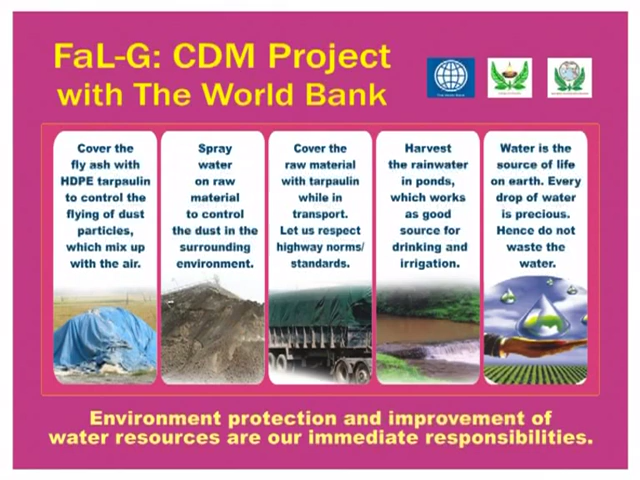 FaL-G: CDM Project
with The World Bank
Cover the
fly ash with
HDPE tarpaulin
to control the
flying of dust
particles,
which mix up
with the air.
Spray
water
on raw
material
to control
the dust in the
surrounding
environment.
Cover the
raw material
with tarpaulin
while in
transport.
Let us respect
highway norms/
standards.
Harvest
the rainwater
in ponds,
which works
as good
source for
drinking and
irrigation.
Water is the
source of life
on earth. Every
drop of water
is precious.
Hence do not
waste the
water.
Environment protection and improvement of
water resources are our immediate responsibilities.